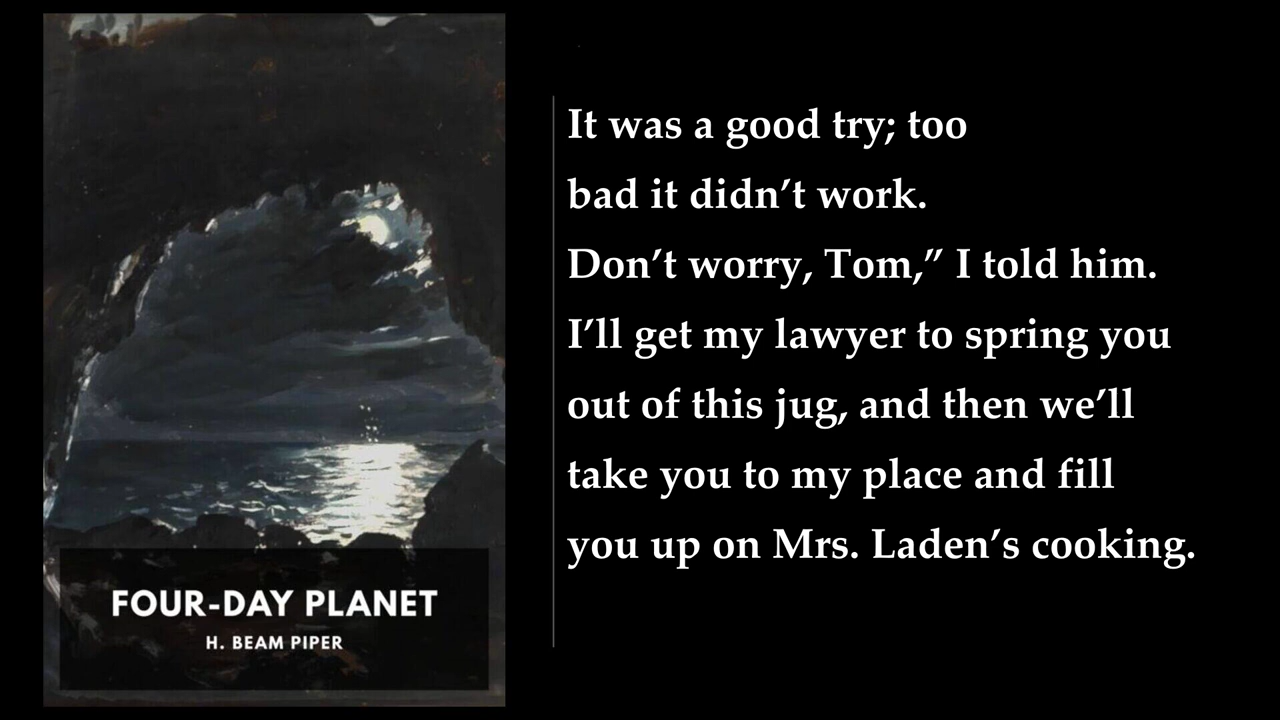 FOUR-DAY PLANET
H. BEAM PIPER
It was a good try; too
bad it didn’t work.
Don’t worry, Tom,” I told him.
I’ll get my lawyer to spring you
out of this jug, and then we’ll
take you to my place and fill
you up on Mrs. Laden’s cooking.